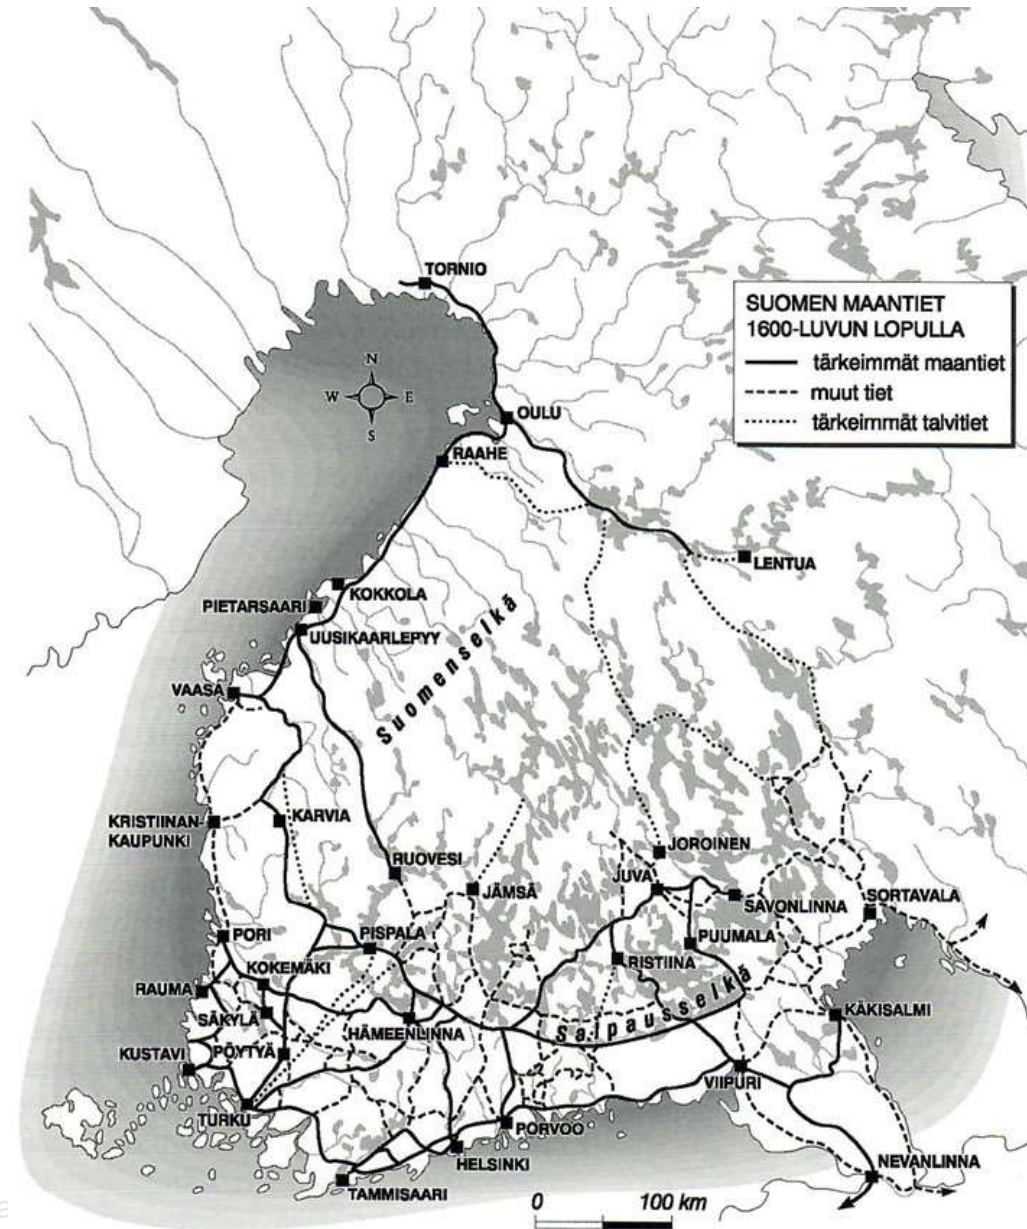 TORNIO
SUOMEN MAANTIET
1600-LUVUN LOPULLA
tärkeimmät maantiet
muut tiet
tärkeimmät talvitiet
N
W E
S
OULU
RAAHE
LENTUA
KOKKOLA
PIETARSAARI
UUSIKAARLEPYY
Suomenselkä
VAASA
KRISTIINAN-
KAUPUNKI
KARVIA
RUOVESI
JÄMSÄ
JOROINEN
JUVA
SAVONLINNA
SORTAVALA
PORI
PISPALA
PUUMALA
RISTIINA
KOKEMÄKI
RAUMA
SÄKYLÄ
HÄMEENLINNA
Salpausselkä
KÄKISALMI
KUSTAVI
PÖYTYÄ
VIIPURI
TURKU
PORVOO
HELSINKI
NEVANLINNA
TAMMISAARI
0 100 km